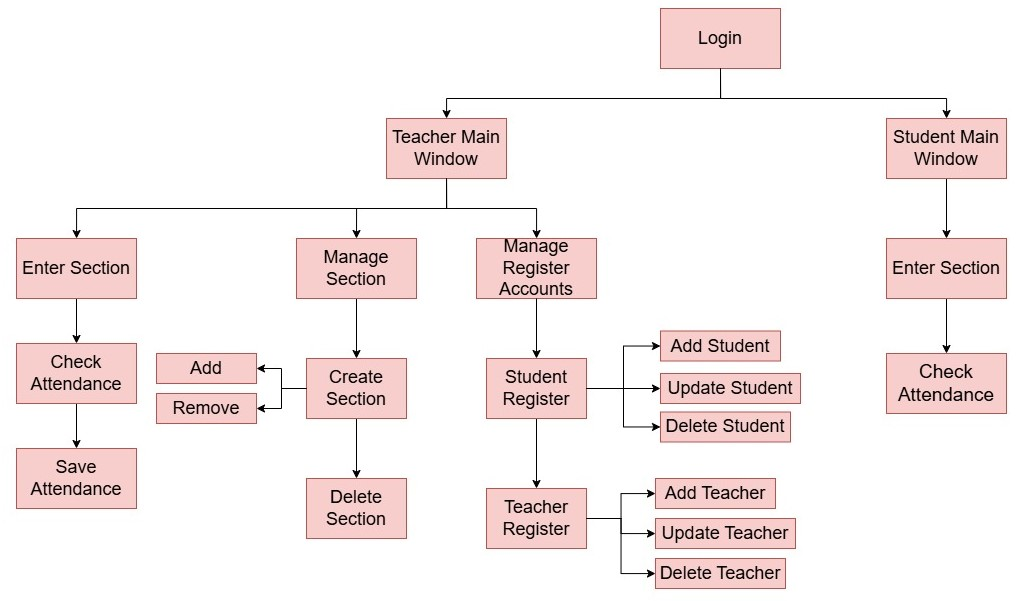 Login
Teacher Main
Window
Student Main
Window
Enter Section
Manage
Section
Manage
Register
Accounts
Enter Section
Check
Attendance
Add
Remove
Create
Section
Student
Register
Add Student
Update Student
Delete Student
Check
Attendance
Save
Attendance
Delete
Section
Teacher
Register
Add Teacher
Update Teacher
Delete Teacher